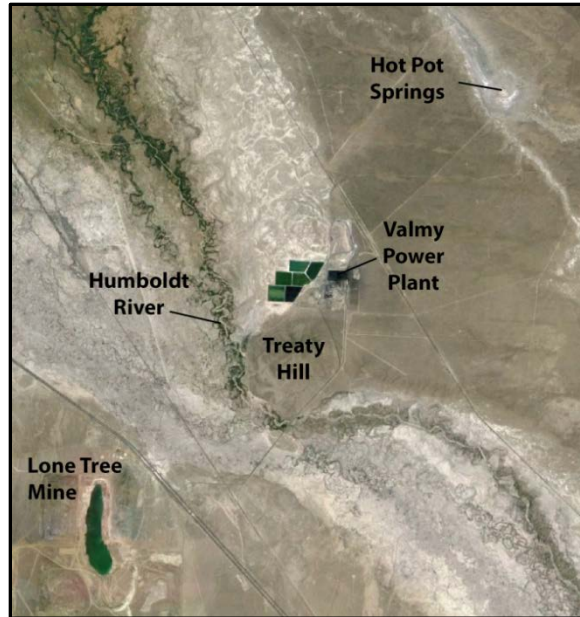 Hot Pot
Springs
Valmy
Power
Plant
Humboldt
River
Treaty
Hill
Lone Tree
Mine